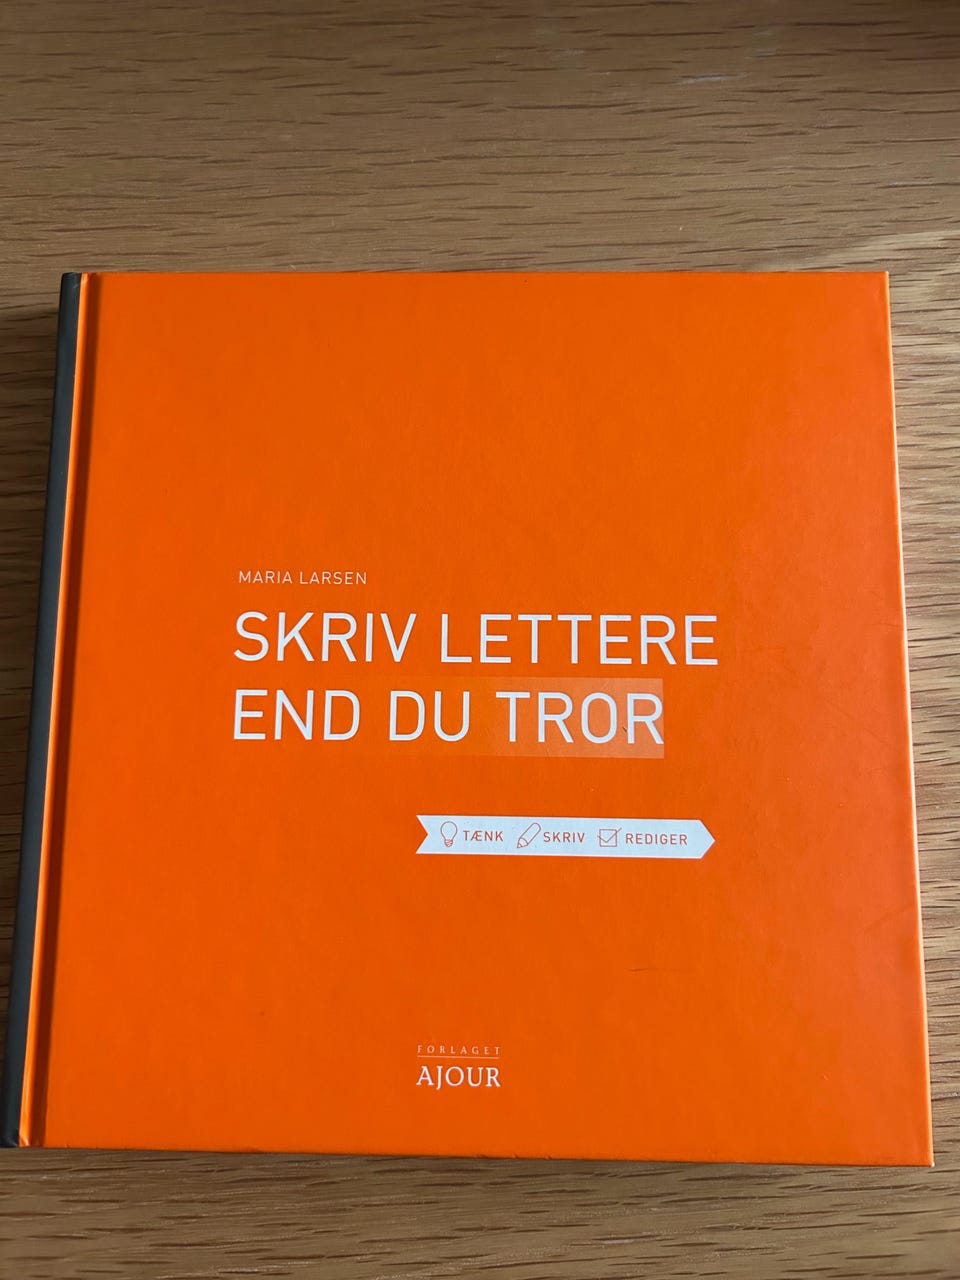 MARIA LARSEN
SKRIV LETTERE
END DU TROR
TÆNK SKRIV REDIGER
FORLAGET
AJOUR